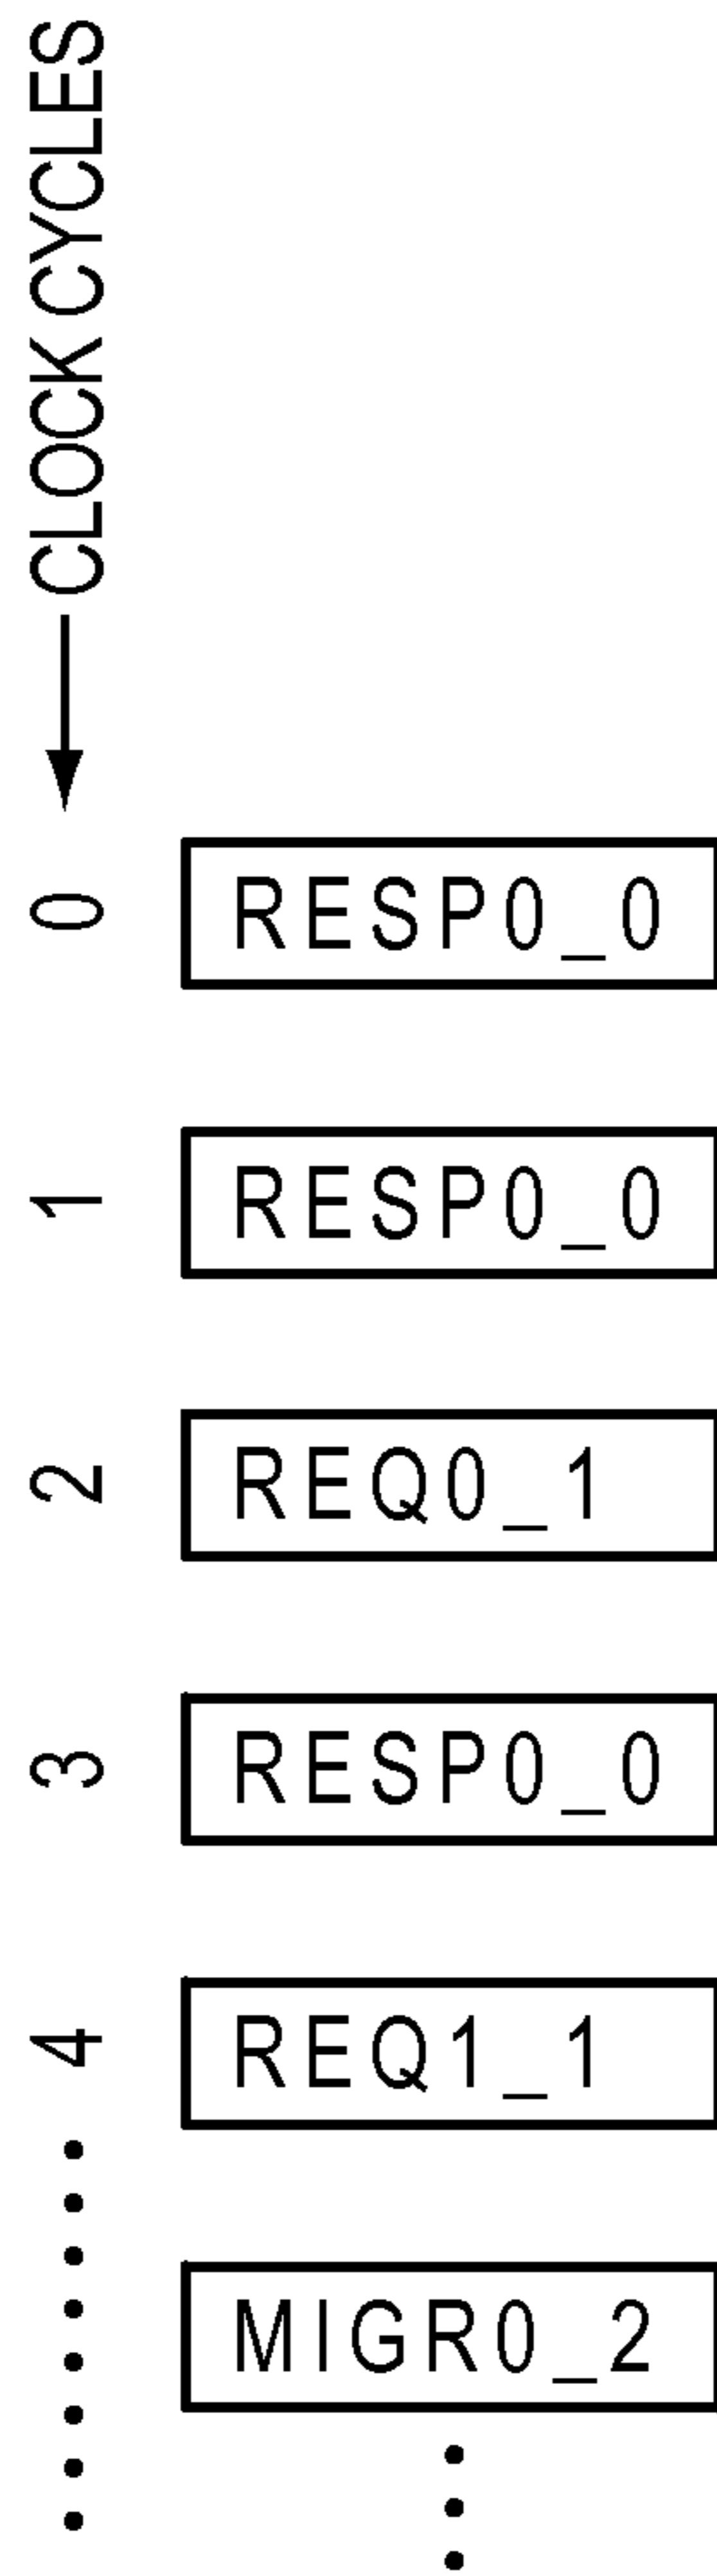 CLOCK CYCLES
0
RESP0_0
1
RESP0_0
2
REQ0_1
3
RESP0_0
4
REQ1_1
MIGR0_2